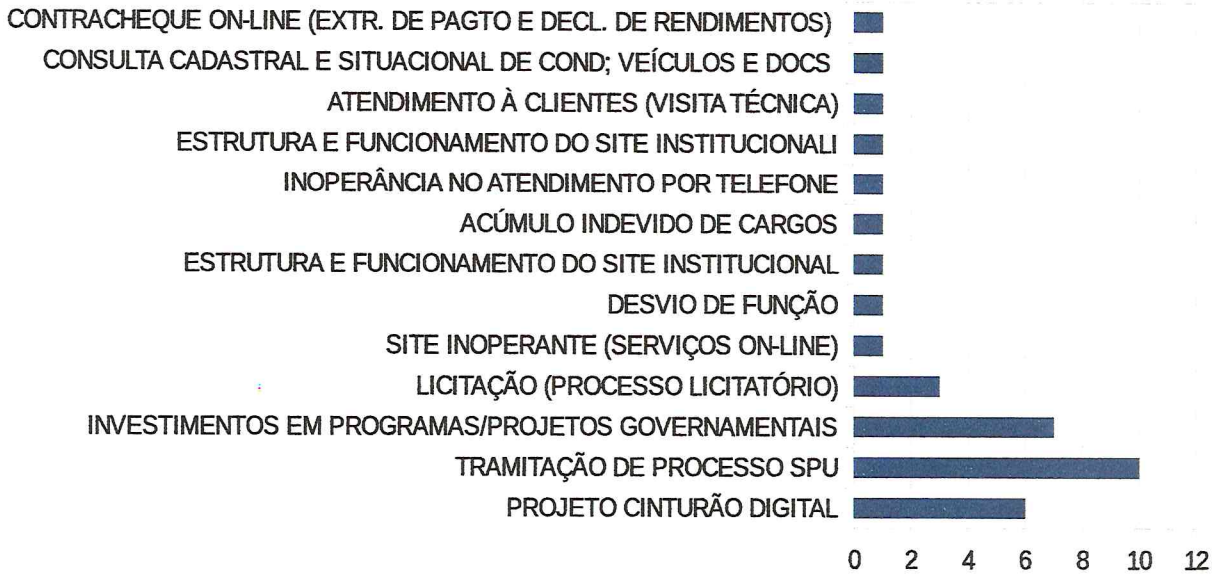 CONTRACHEQUE ON-LINE (EXTR. DE PAGTO E DECL. DE RENDIMENTOS)
CONSULTA CADASTRAL E SITUACIONAL DE COND; VEÍCULOS E DOCS
ATENDIMENTO À CLIENTES (VISITA TÉCNICA)
ESTRUTURA E FUNCIONAMENTO DO SITE INSTITUCIONALI
INOPERÂNCIA NO ATENDIMENTO POR TELEFONE
ACÚMULO INDEVIDO DE CARGOS
ESTRUTURA E FUNCIONAMENTO DO SITE INSTITUCIONAL
DESVIO DE FUNÇÃO
SITE INOPERANTE (SERVIÇOS ON-LINE)
LICITAÇÃO (PROCESSO LICITATÓRIO)
INVESTIMENTOS EM PROGRAMAS/PROJETOS GOVERNAMENTAIS
TRAMITAÇÃO DE PROCESSO SPU
PROJETO CINTURÃO DIGITAL
0 2 4 6 8 10 12